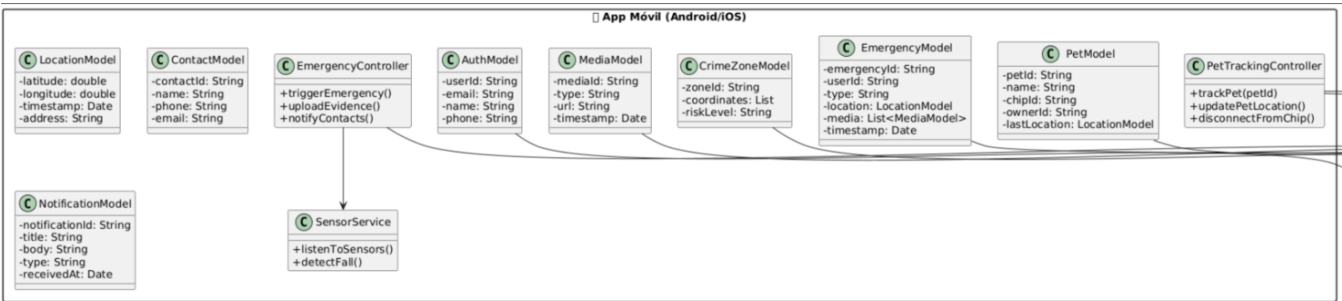 App Móvil (Android/iOS)
C LocationModel
-latitude: double
-longitude: double
-timestamp: Date
-address: String
C ContactModel
-contactId: String
-name: String
-phone: String
-email: String
C EmergencyController
+triggerEmergency()
+uploadEvidence()
+notifyContacts()
C AuthModel
-userId: String
-email: String
-name: String
-phone: String
C MediaModel
-mediaId: String
-type: String
-url: String
-timestamp: Date
C CrimeZoneModel
-zoneId: String
-coordinates: List
-riskLevel: String
C EmergencyModel
-emergencyId: String
-userId: String
-type: String
-location: LocationModel
-media: List<MediaModel>
-timestamp: Date
C PetModel
-petId: String
-name: String
-chipId: String
-ownerId: String
-lastLocation: LocationModel
C PetTrackingController
+trackPet(petId)
+updatePetLocation()
+disconnectFromChip()
C NotificationModel
-notificationId: String
-title: String
-body: String
-type: String
-receivedAt: Date
C SensorService
+listenToSensors()
+detectFall()